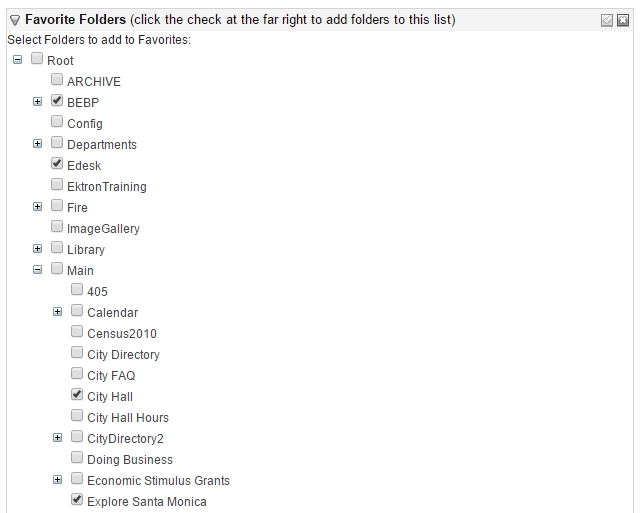 Favorite Folders (click the check at the far right to add folders to this list)
Select Folders to add to Favorites:
Root
ARCHIVE
BEBP
Config
Departments
Edesk
EktronTraining
Fire
ImageGallery
Library
Main
405
Calendar
Census2010
City Directory
City FAQ
City Hall
City Hall Hours
CityDirectory2
Doing Business
Economic Stimulus Grants
Explore Santa Monica